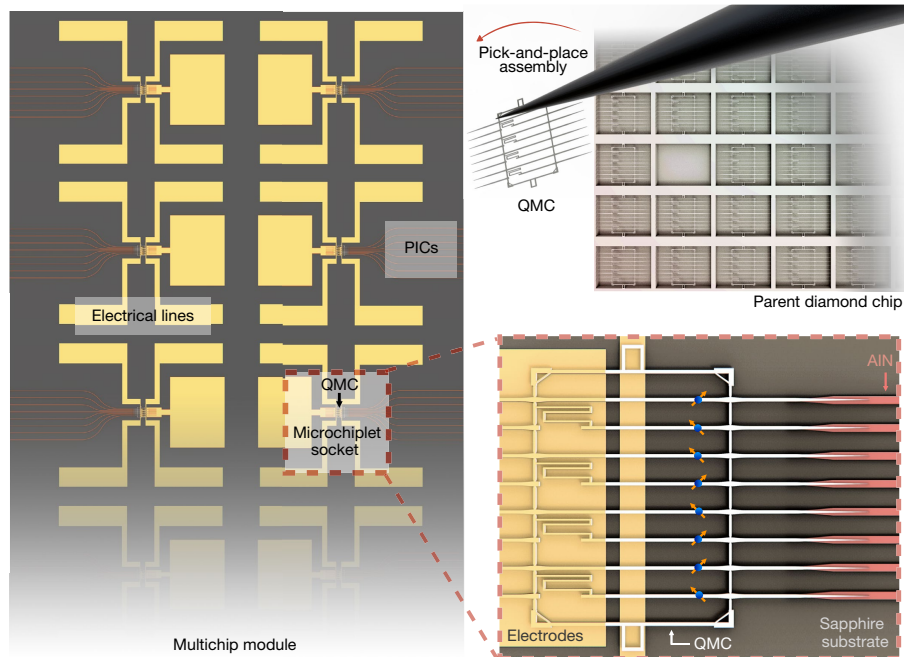 Pick-and-place
assembly
QMC
Parent diamond chip
PICs
Electrical lines
QMC
Microchiplet
socket
Multichip module
AIN
Electrodes
QMC
Sapphire
substrate